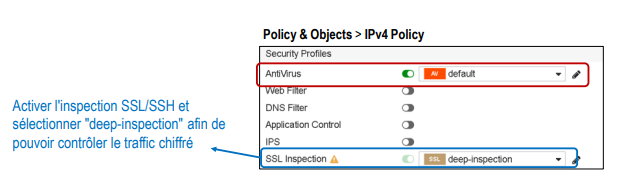 Policy & Objects > IPv4 Policy
Security Profiles
AntiVirus AV default
Web Filter
DNS Filter
Application Control
IPS
SSL Inspection SSL deep-inspection
Activer l'inspection SSL/SSH et
sélectionner "deep-inspection" afin de
pouvoir contrôler le traffic chiffré